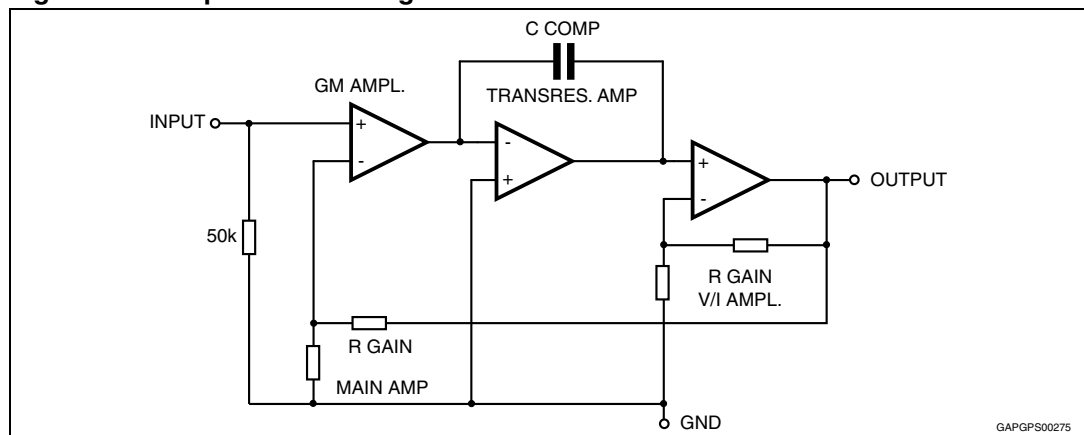 C COMP
GM AMPL.
TRANSRES. AMP
INPUT
+
-
-
+
+
-
OUTPUT
50k
R GAIN
V/I AMPL.
R GAIN
MAIN AMP
GND
GAPGPS00275